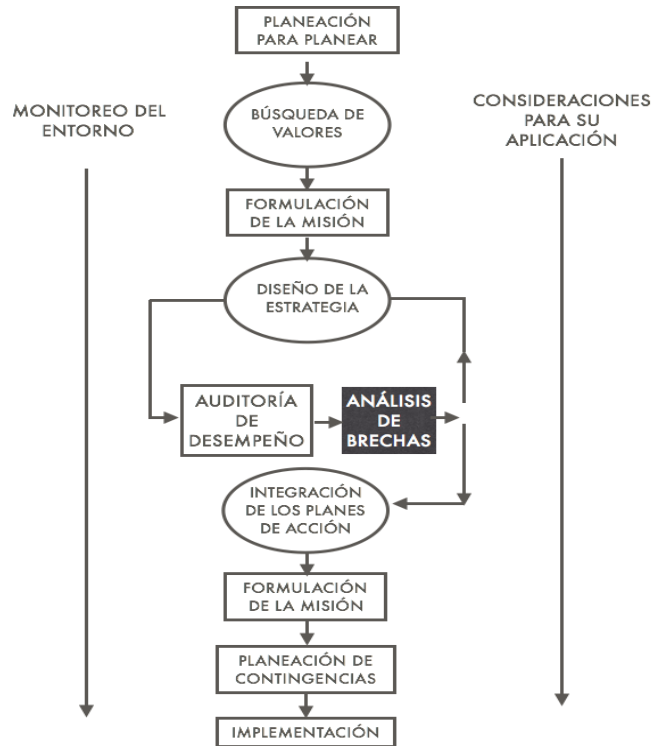 PLANEACIÓN
PARA PLANEAR
MONITOREO DEL
ENTORNO
BÚSQUEDA DE
VALORES
CONSIDERACIONES
PARA SU
APLICACIÓN
FORMULACIÓN
DE LA MISIÓN
DISEÑO DE LA
ESTRATEGIA
AUDITORÍA
DE
DESEMPEÑO
ANÁLISIS
DE
BRECHAS
INTEGRACIÓN
DE LOS PLANES
DE ACCIÓN
FORMULACIÓN
DE LA MISIÓN
PLANEACIÓN DE
CONTINGENCIAS
IMPLEMENTACIÓN